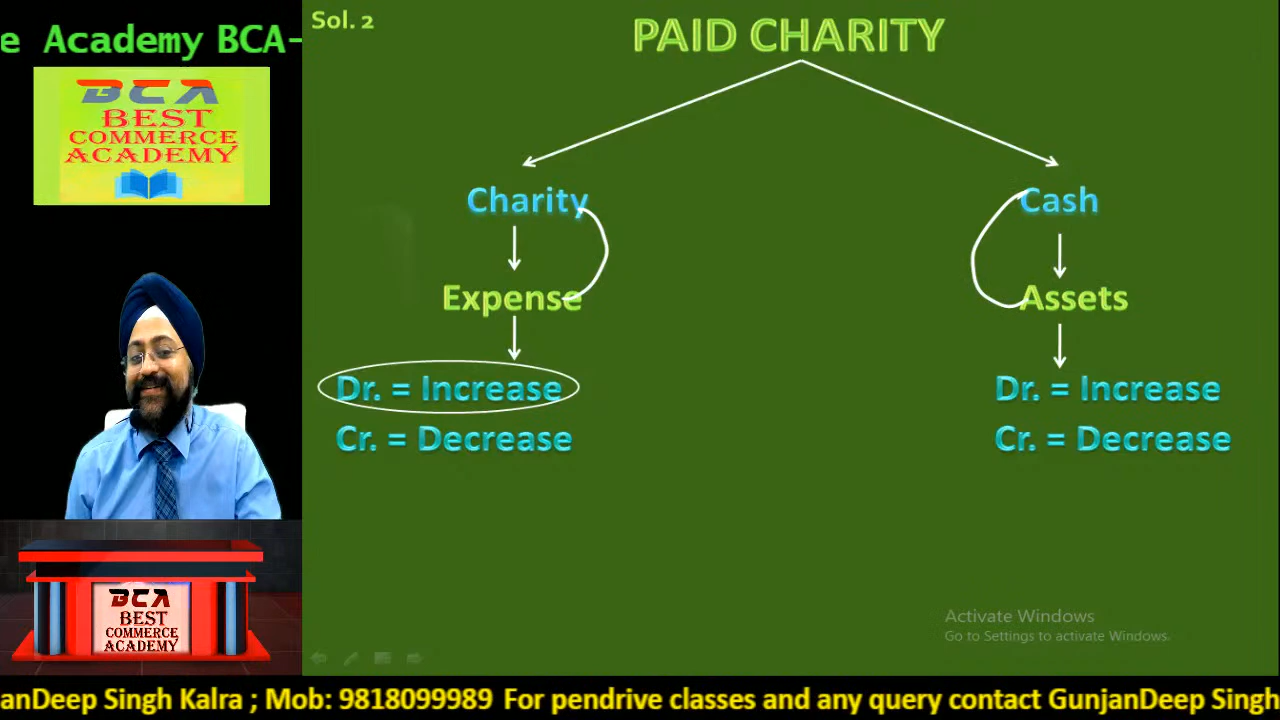 e Academy BCA-
BCA
BEST
COMMERCE
ACADEMY
Sol. 2
PAID CHARITY
Charity
Cash
Expense
Assets
Dr. = Increase
Cr. = Decrease
Dr. = Increase
Cr. = Decrease
BCA
BEST
COMMERCE
ACADEMY
Activate Windows
Go to Settings to activate Windows.
anDeep Singh Kalra ; Mob: 9818099989 For pendrive classes and any query contact GunjanDeep Singh